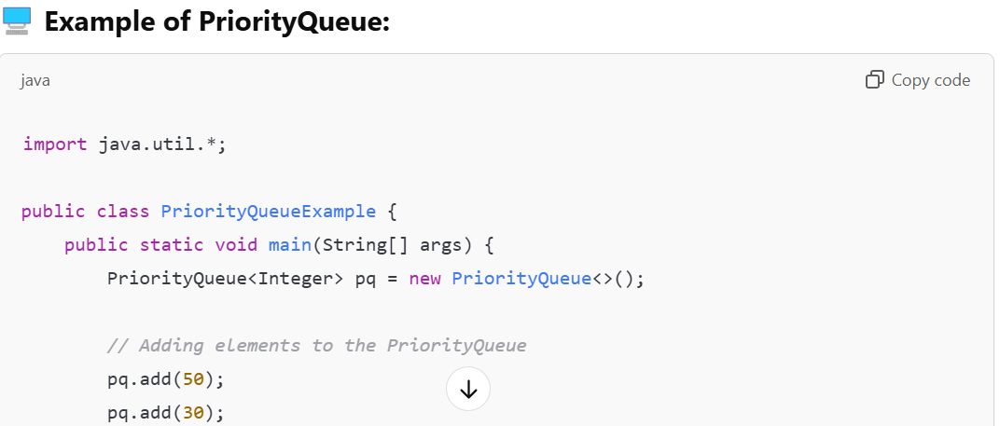 Example of PriorityQueue:
java
Copy code
import java.util.*;
public class PriorityQueueExample {
public static void main(String[] args) {
PriorityQueue<Integer> pq = new PriorityQueue<>();
// Adding elements to the PriorityQueue
pq.add(50);
pq.add(30);